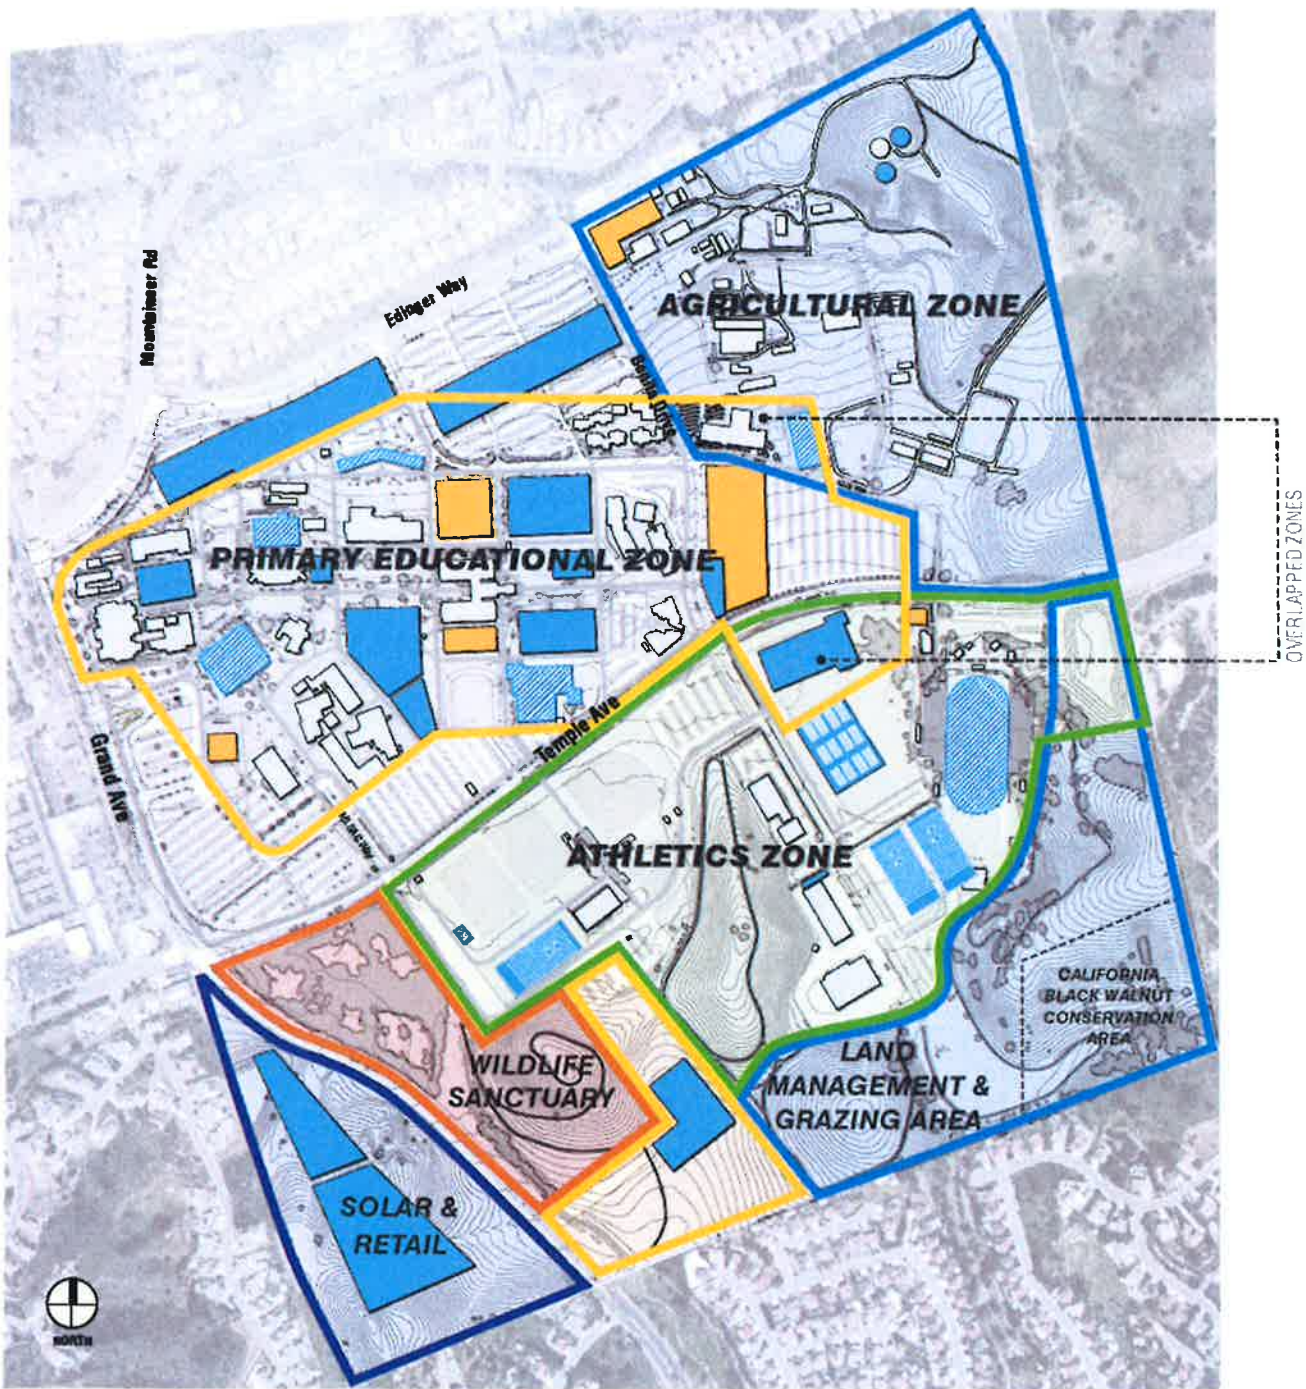 Mountaineer Rd
Edinger Way
AGRICULTURAL ZONE
Bonita Drive
OVERLAPPED ZONES
PRIMARY EDUCATIONAL ZONE
Grand Ave
Temple Ave
ATHLETICS ZONE
CALIFORNIA
BLACK WALNUT
CONSERVATION
AREA
LAND
MANAGEMENT &
GRAZING AREA
WILDLIFE
SANCTUARY
SOLAR &
RETAIL
NORTH